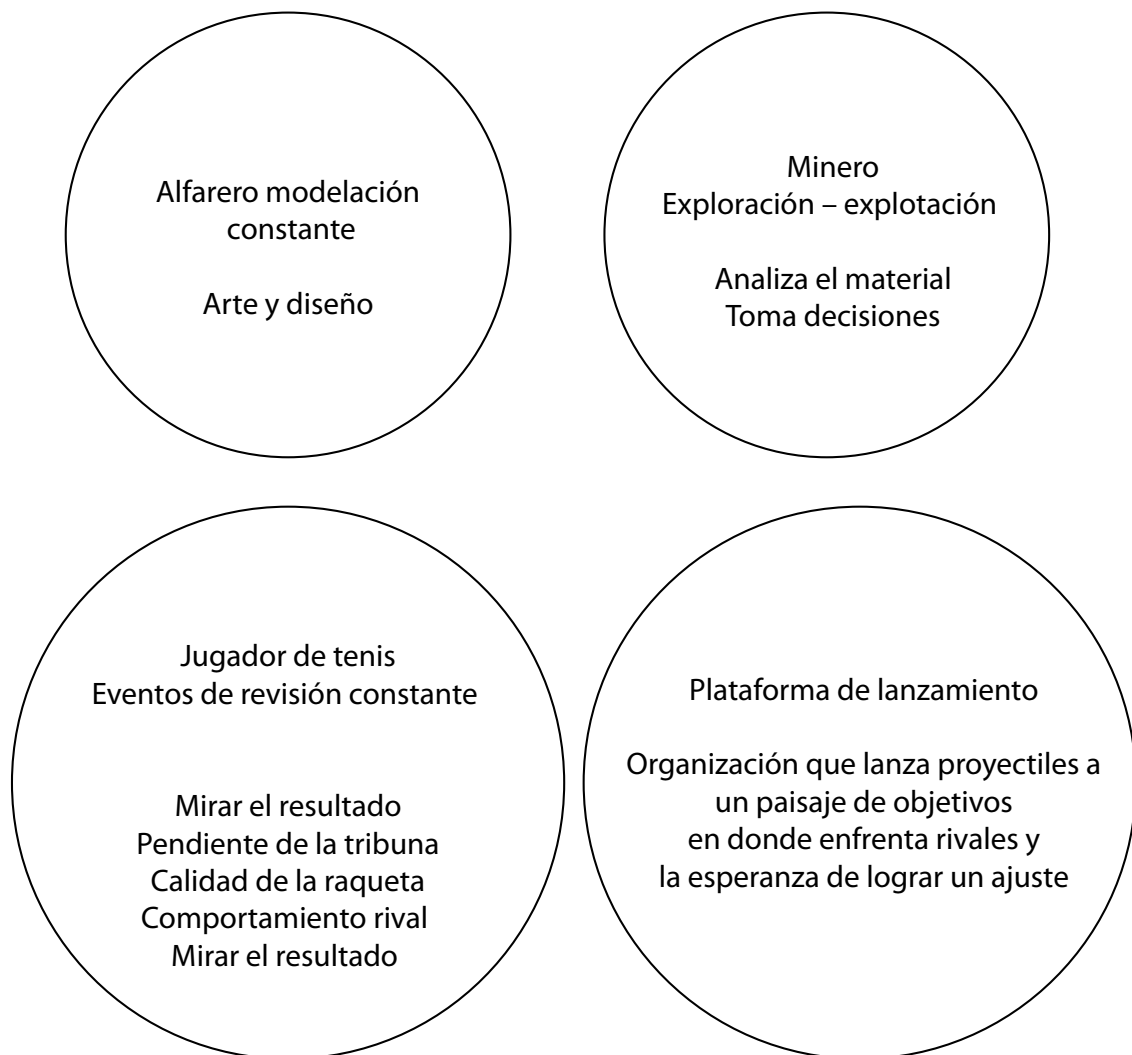 Alfarero modelación
constante
Arte y diseño
Minero
Exploración – explotación
Analiza el material
Toma decisiones
Jugador de tenis
Eventos de revisión constante
Mirar el resultado
Pendiente de la tribuna
Calidad de la raqueta
Comportamiento rival
Mirar el resultado
Plataforma de lanzamiento
Organización que lanza proyectiles a
un paisaje de objetivos
en donde enfrenta rivales y
la esperanza de lograr un ajuste